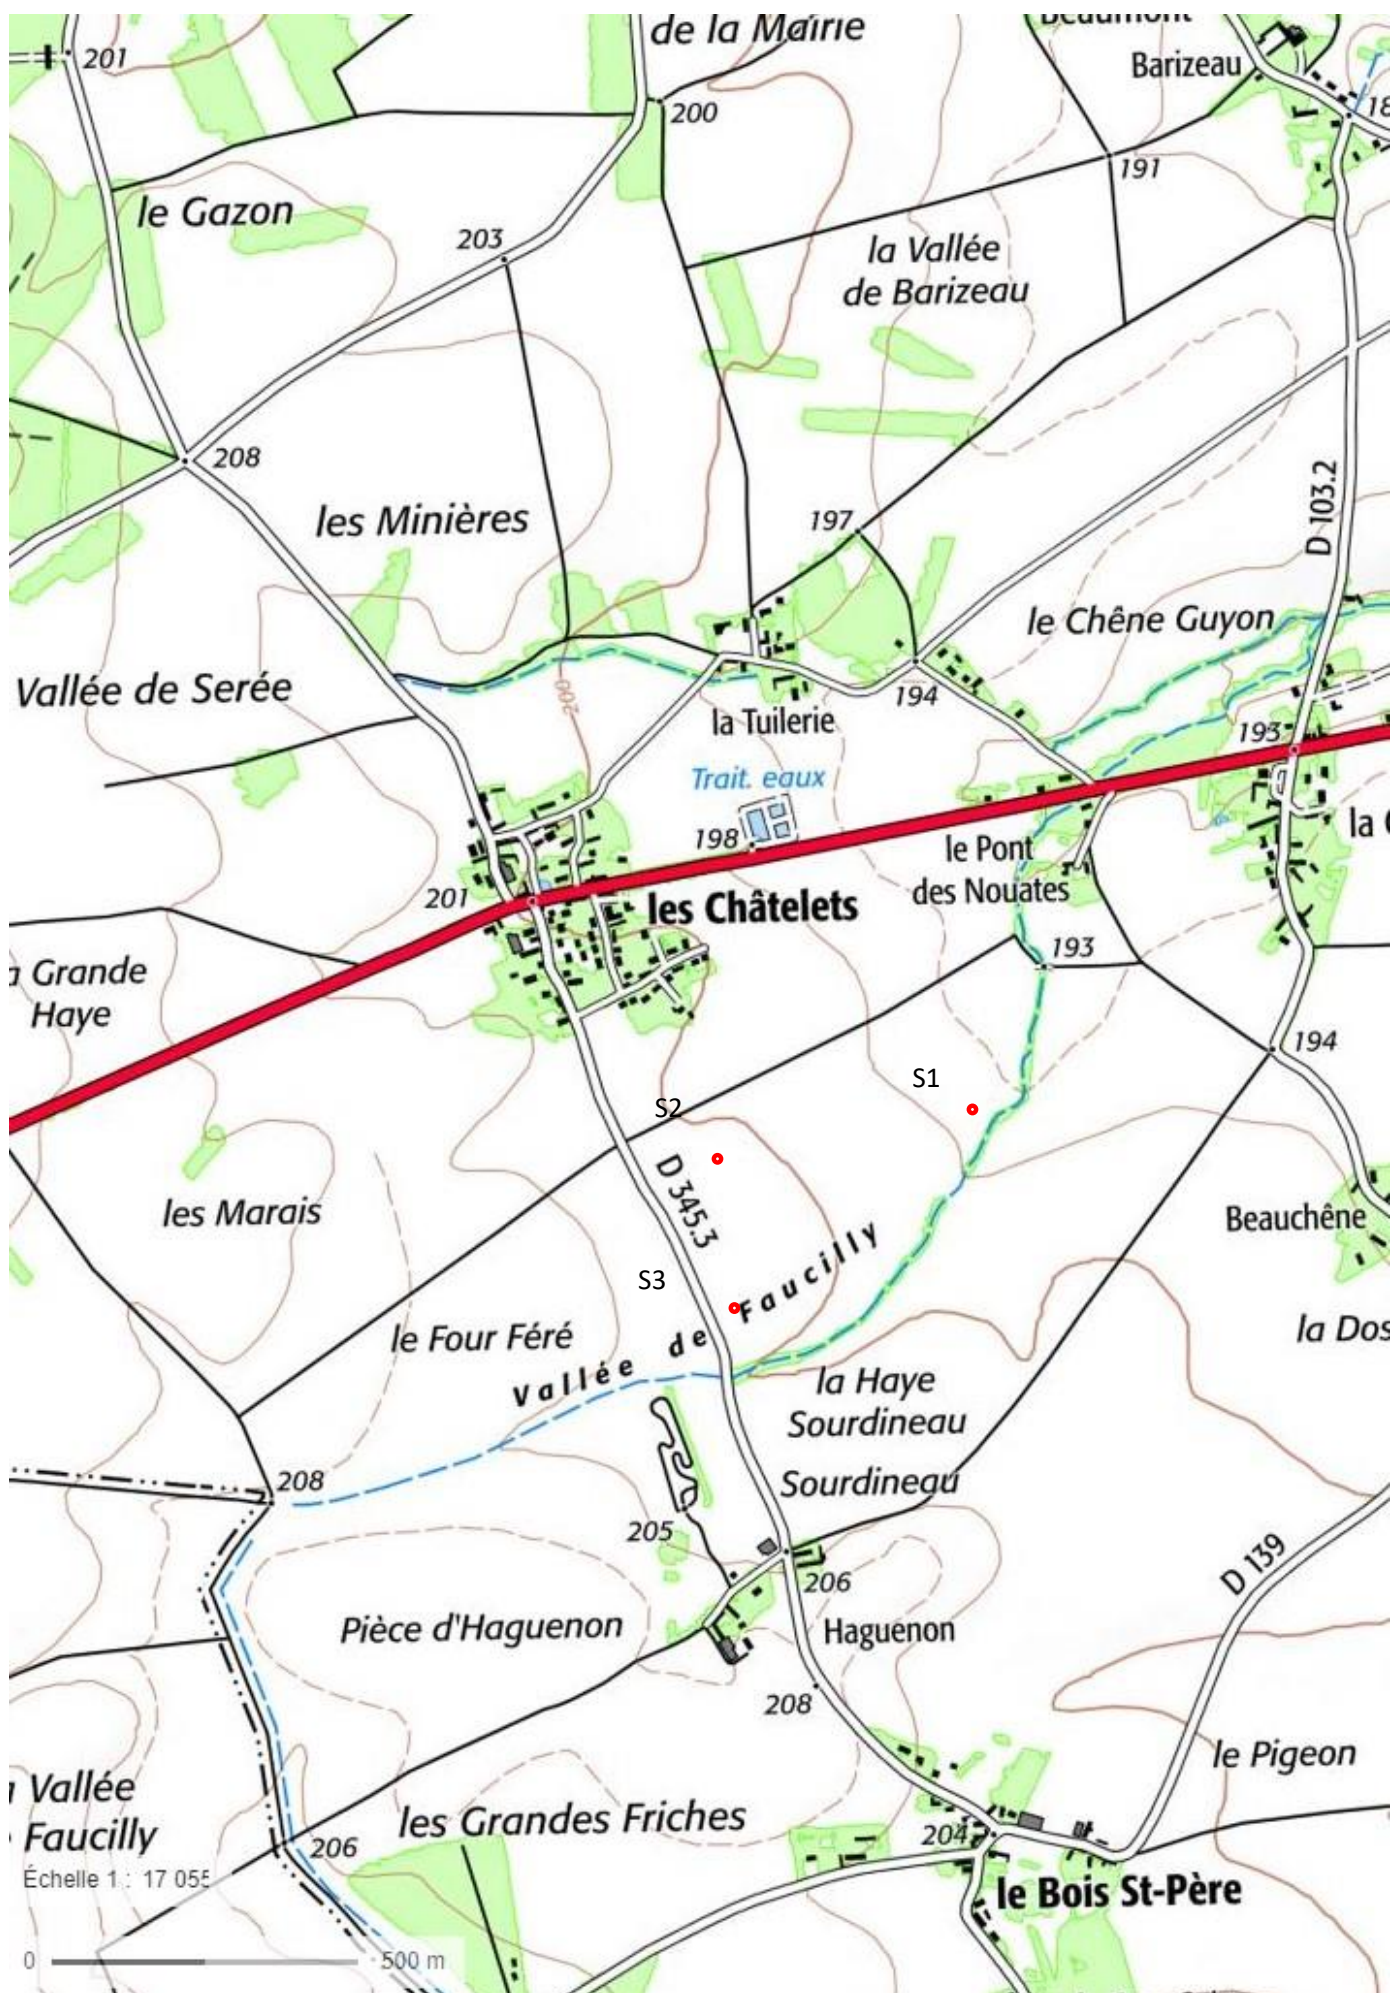 de la Mairie
Beaumont
Barizeau
201
200
18
191
le Gazon
203
la Vallée
de Barizeau
208
les Minières
197
D 103.2
le Chêne Guyon
Vallée de Serée
200
194
la Tuilerie
193
Trait. eaux
198
le Pont
des Nouates
la C
201
les Châtelets
193
a Grande
Haye
194
S1
S2
les Marais
D 345.3
Beauchêne
S3
Vallée de Faucilly
le Four Féré
la Dos
la Haye
Sourdineau
208
Sourdineau
205
206
D 139
Pièce d'Haguenon
Haguenon
208
le Pigeon
a Vallée
Faucilly
les Grandes Friches
206
204
Échelle 1 : 17 055
le Bois St-Père
0
500 m